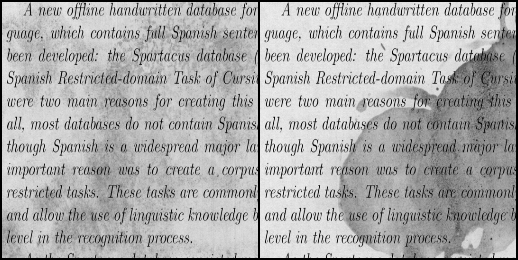 A new offline handwritten database for
guage, which contains full Spanish senten
been developed: the Spartacus database (
Spanish Restricted-domain Task of Cursi
were two main reasons for creating this
all, most databases do not contain Spanis
though Spanish is a widespread major la
important reason was to create a corpus
restricted tasks. These tasks are commonl
and allow the use of linguistic knowledge b
level in the recognition process.
A new offline handwritten database for
guage, which contains full Spanish senten
been developed: the Spartacus database (
Spanish Restricted-domain Task of Cursi
were two main reasons for creating this
all, most databases do not contain Spanis
though Spanish is a widespread major la
important reason was to create a corpus
restricted tasks. These tasks are commonl
and allow the use of linguistic knowledge b
level in the recognition process.